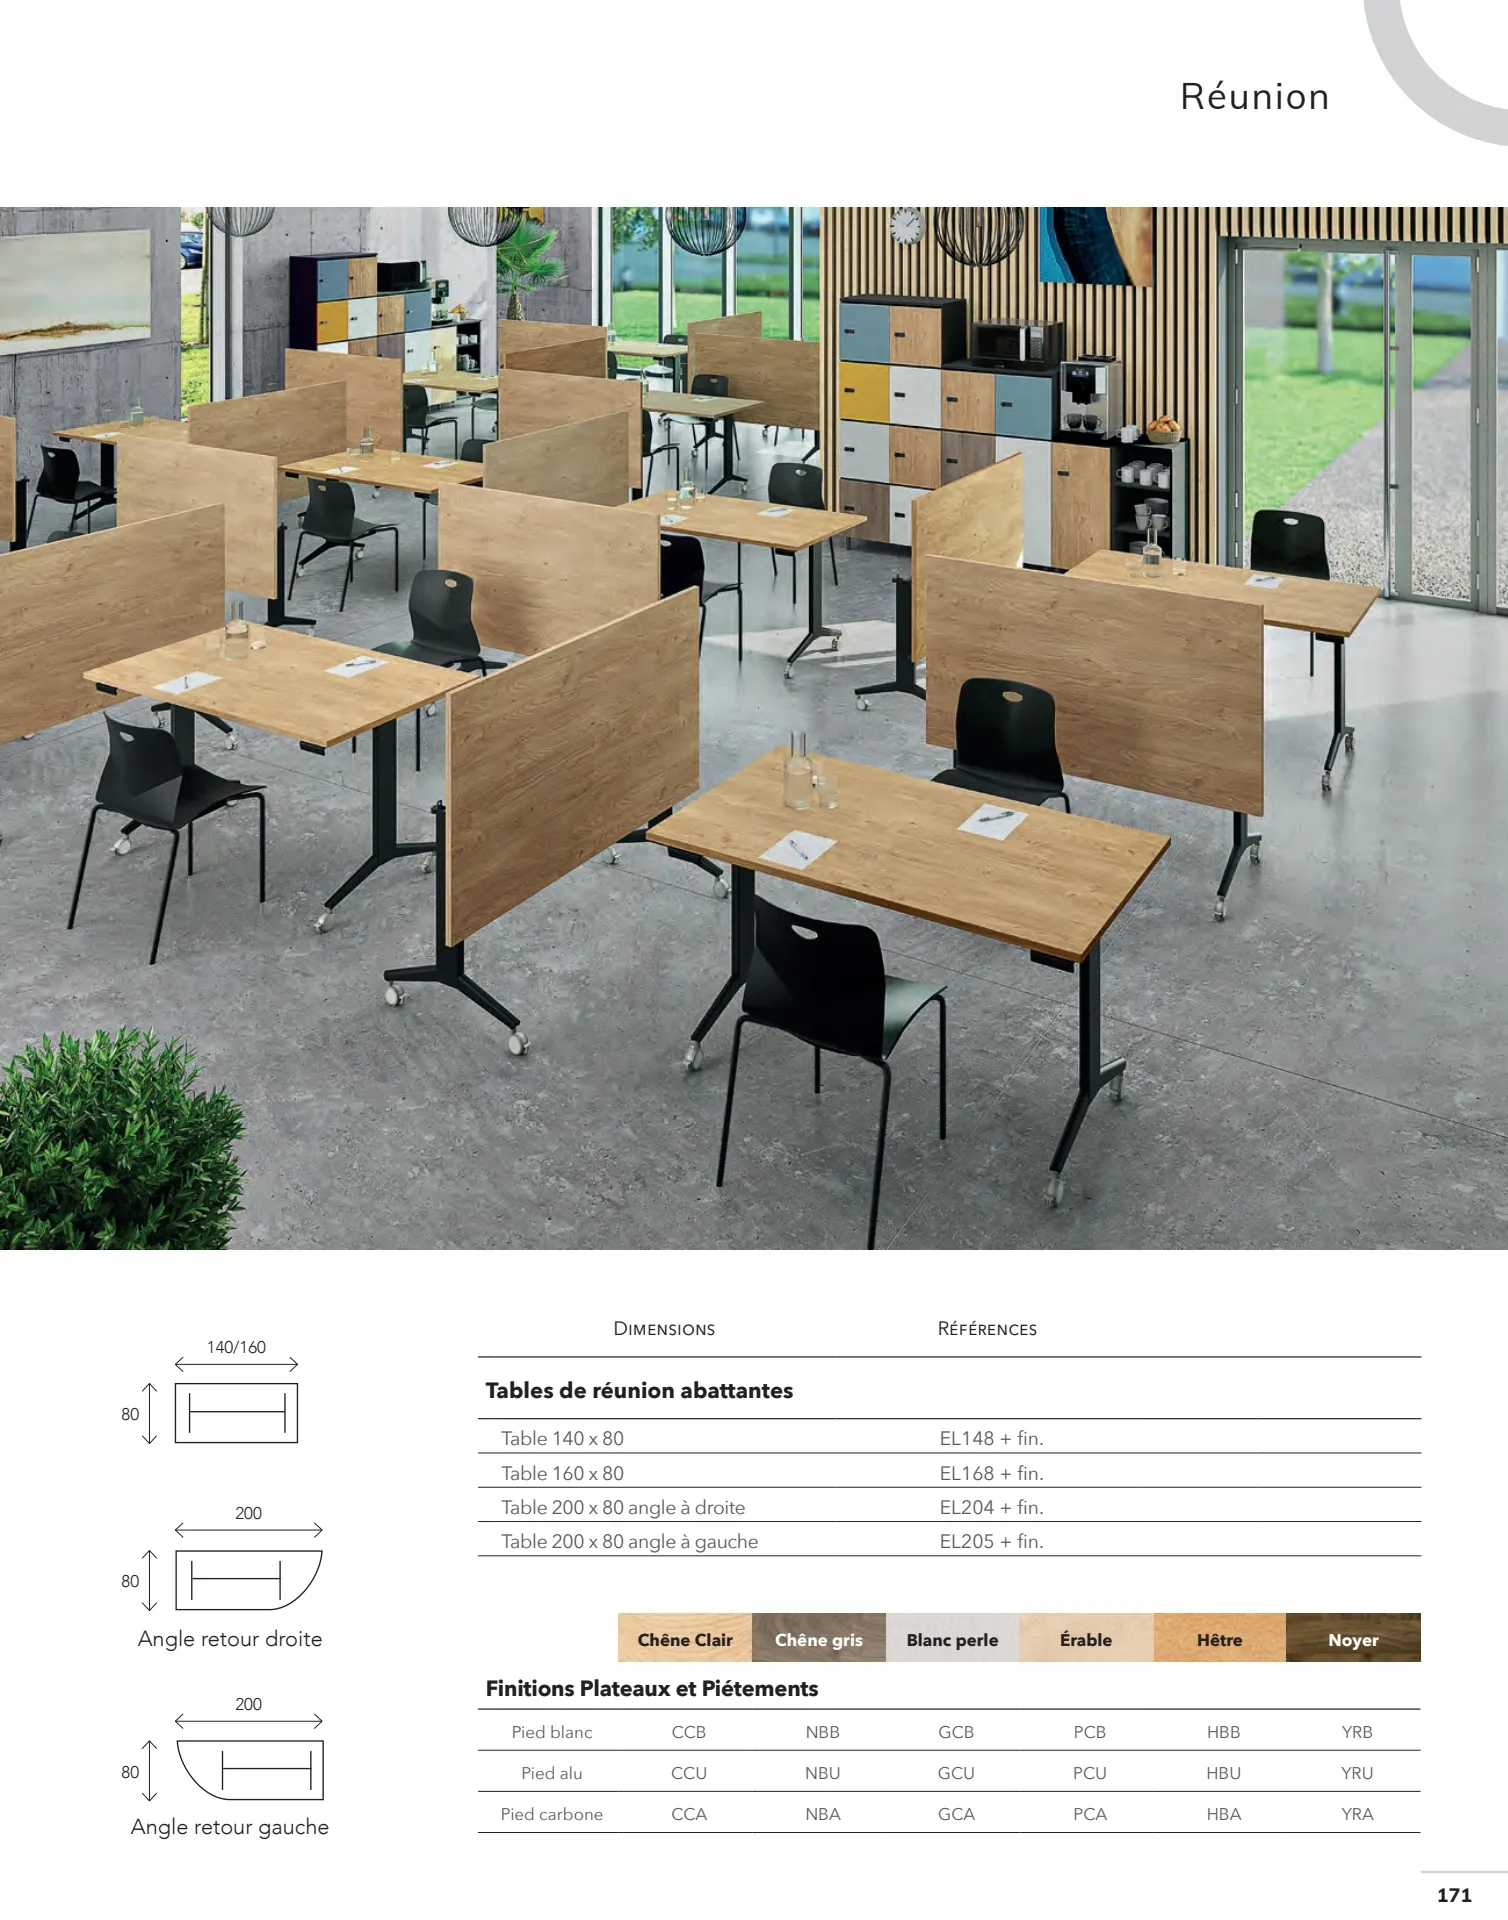 Réunion
140/160
80
200
80
Angle retour droite
200
80
Angle retour gauche
Dimensions Références
Tables de réunion abattantes
Table 140 x 80 EL148 + fin.
Table 160 x 80 EL168 + fin.
Table 200 x 80 angle à droite EL204 + fin.
Table 200 x 80 angle à gauche EL205 + fin.
Chêne Clair Chêne gris Blanc perle Érable Hêtre Noyer
Finitions Plateaux et Piétements
Pied blanc CCB NBB GCB PCB HBB YRB
Pied alu CCU NBU GCU PCU HBU YRU
Pied carbone CCA NBA GCA PCA HBA YRA
171